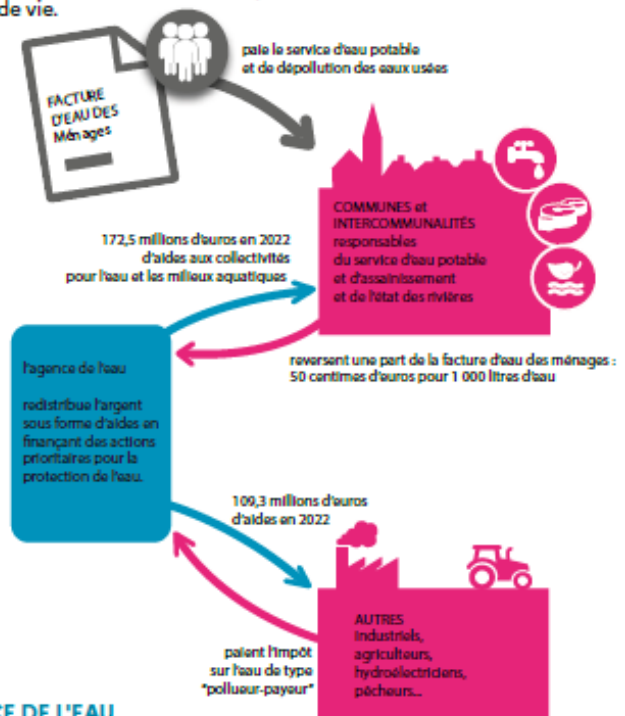 de vie.
paie le service d'eau potable
et de dépollution des eaux usées
FACTURE
D'EAU DES
Ménages
COMMUNES et
INTERCOMMUNALITÉS
responsables
du service d'eau potable
et d'assainissement
et de l'état des rivières
172,5 millions d'euros en 2022
d'aides aux collectivités
pour l'eau et les milieux aquatiques
reversent une part de la facture d'eau des ménages :
50 centimes d'euros pour 1 000 litres d'eau
l'agence de l'eau
redistribue l'argent
sous forme d'aides en
finançant des actions
prioritaires pour la
protection de l'eau.
109,3 millions d'euros
d'aides en 2022
AUTRES
industriels,
agriculteurs,
hydroélectriciens,
pêcheurs...
paient l'impôt
sur l'eau de type
"pollueur-payeur"
CE DE L'EAU